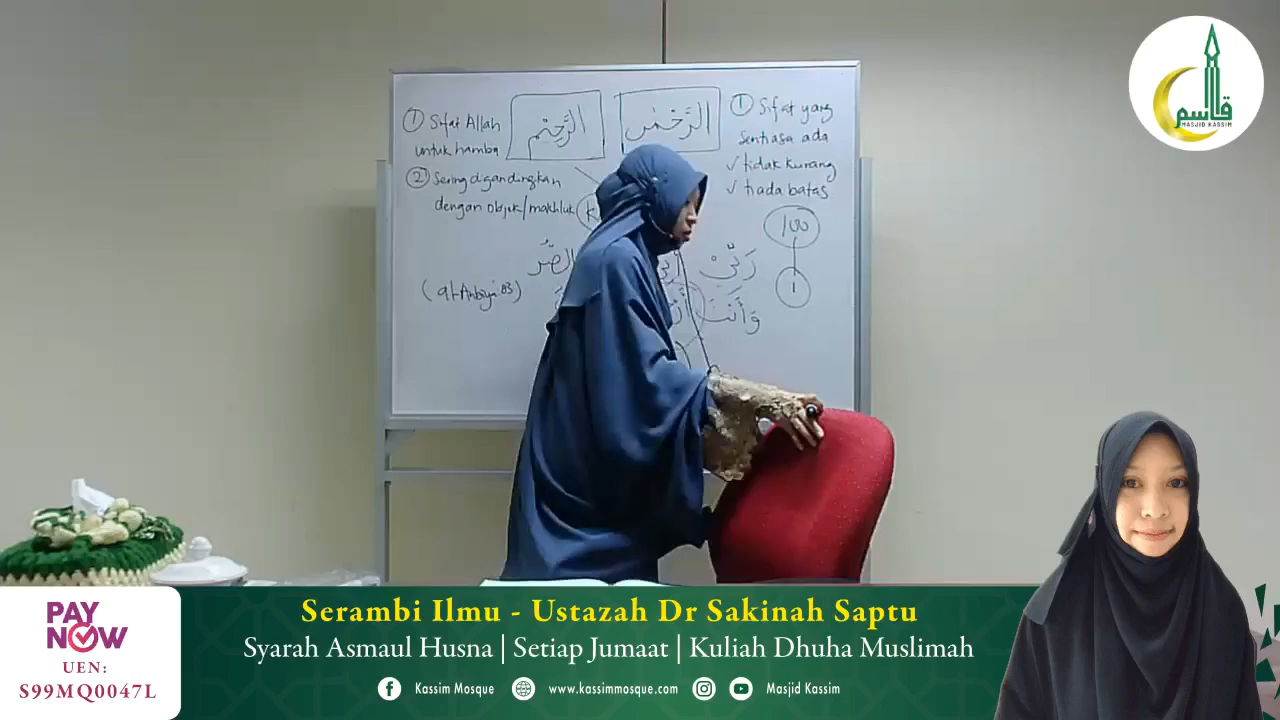 ① Sifat Allah
untuk hamba
الرَّحِيْم
الرَّحْمٰن
① Sifat yang
sentiasa ada
✓ tidak kurang
✓ tiada batas
② Sering digandingkan
dengan objek/makhluk
100
1
رَبِّيْ
الضُّر
(al-Anbiya 83)
وَأَنْتَ
قاسم
MASJID KASSIM
PAY
NOW
UEN:
S99MQ0047L
Serambi Ilmu - Ustazah Dr Sakinah Saptu
Syarah Asmaul Husna | Setiap Jumaat | Kuliah Dhuha Muslimah
Kassim Mosque www.kassimmosque.com Masjid Kassim